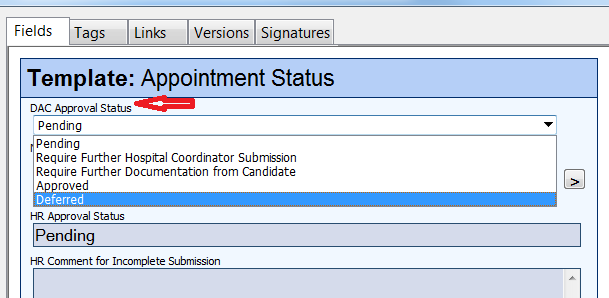 Fields Tags Links Versions Signatures
Template: Appointment Status
DAC Approval Status
Pending
Pending
Require Further Hospital Coordinator Submission
Require Further Documentation from Candidate
Approved
Deferred
>
HR Approval Status
Pending
HR Comment for Incomplete Submission